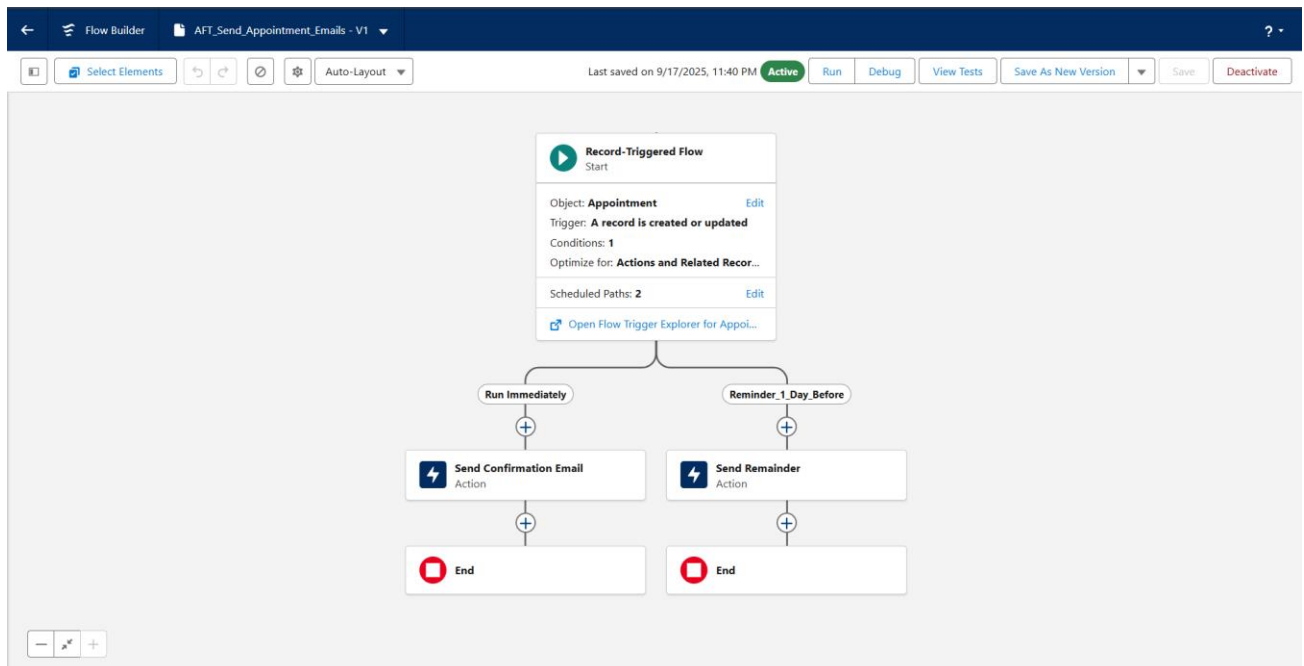 Flow Builder AFT_Send_Appointment_Emails - V1 ?
Select Elements Auto-Layout Last saved on 9/17/2025, 11:40 PM Active Run Debug View Tests Save As New Version Save Deactivate
Record-Triggered Flow
Start
Object: Appointment Edit
Trigger: A record is created or updated
Conditions: 1
Optimize for: Actions and Related Recor...
Scheduled Paths: 2 Edit
Open Flow Trigger Explorer for Appoi...
Run Immediately Reminder_1_Day_Before
Send Confirmation Email
Action
Send Remainder
Action
End
End